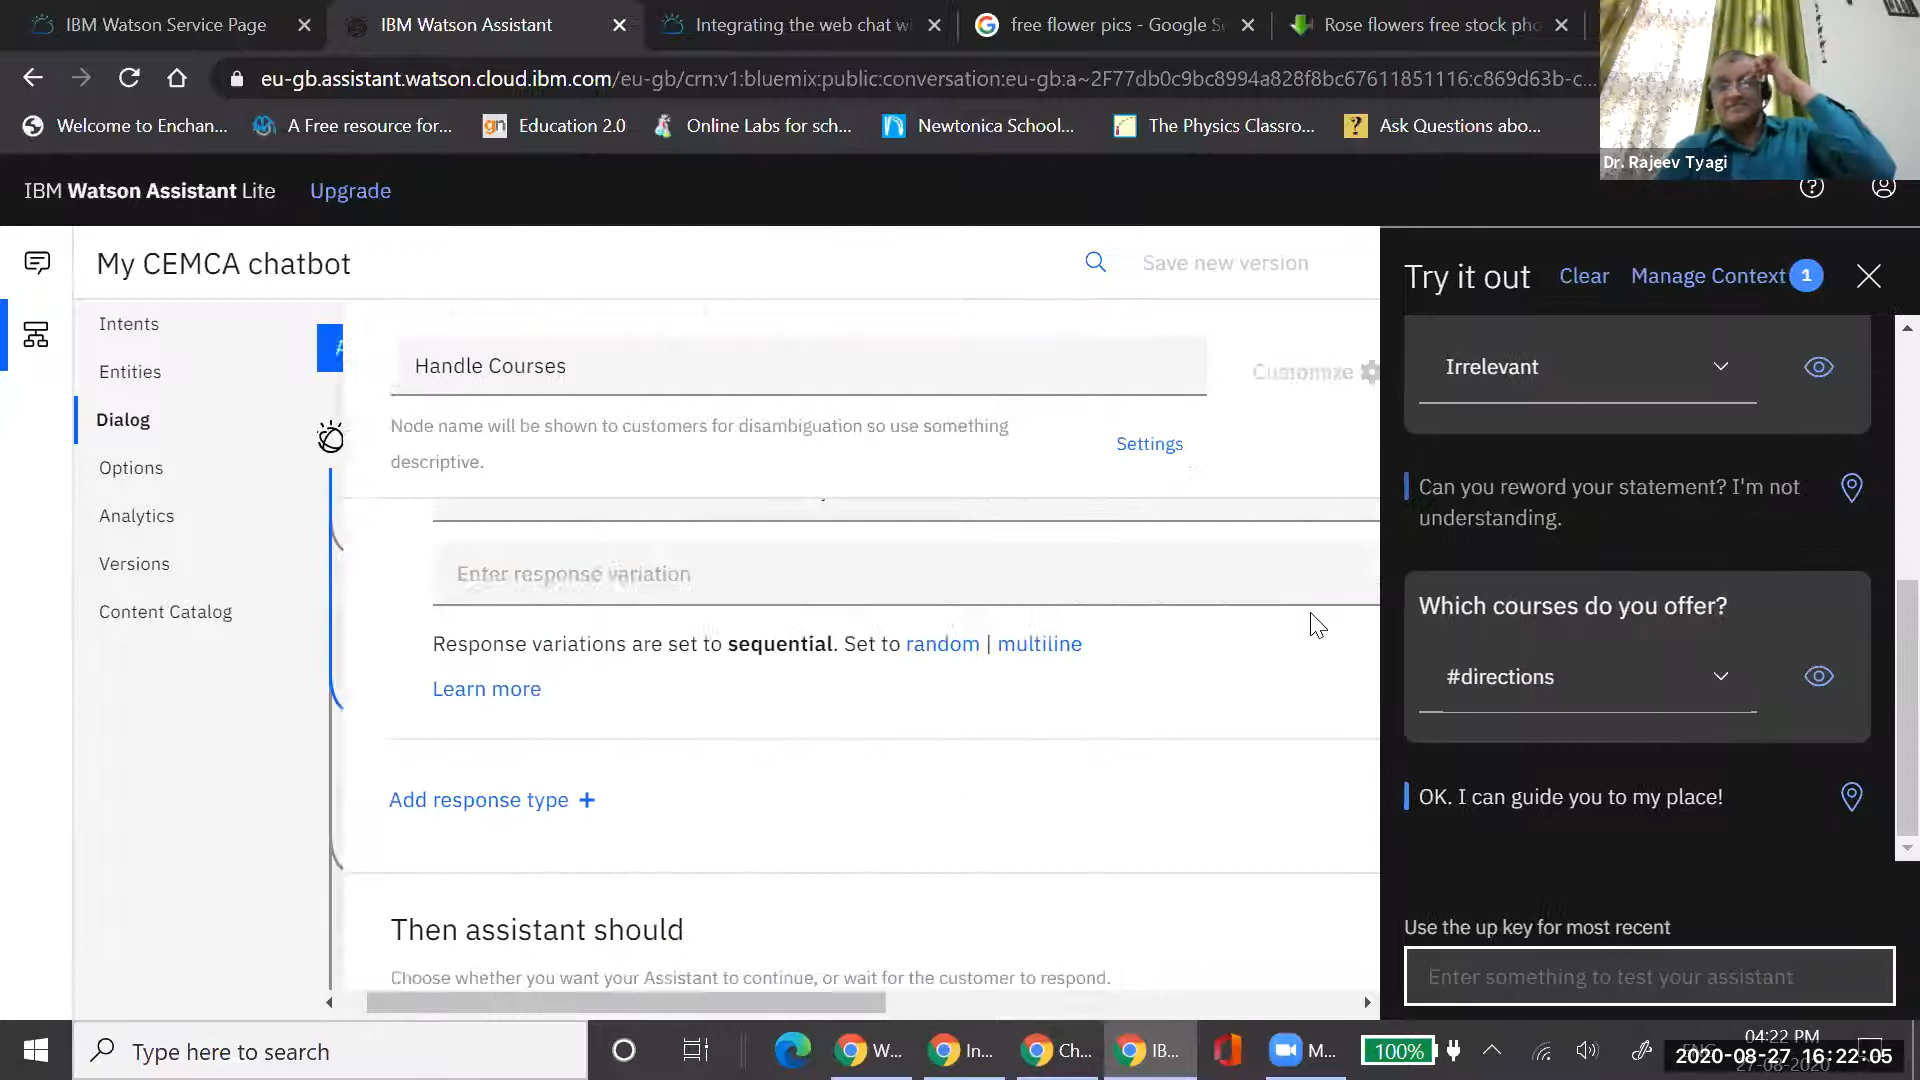 IBM Watson Service Page
IBM Watson Assistant
Integrating the web chat w
free flower pics - Google S
Rose flowers free stock pho
eu-gb.assistant.watson.cloud.ibm.com/eu-gb/crn:v1:bluemix:public:conversation:eu-gb:a~2F77db0c9bc8994a828f8bc67611851116:c869d63b-c...
Welcome to Enchan...
A Free resource for...
gn Education 2.0
Online Labs for sch...
Newtonica School...
The Physics Classro...
? Ask Questions abo...
Dr. Rajeev Tyagi
IBM Watson Assistant Lite
Upgrade
My CEMCA chatbot
Save new version
Try it out
Clear
Manage Context 1
Intents
Entities
Dialog
Options
Analytics
Versions
Content Catalog
Handle Courses
Customize
Node name will be shown to customers for disambiguation so use something
descriptive.
Settings
Enter response variation
Response variations are set to sequential. Set to random | multiline
Learn more
Add response type +
Then assistant should
Choose whether you want your Assistant to continue, or wait for the customer to respond.
Irrelevant
Can you reword your statement? I'm not
understanding.
Which courses do you offer?
#directions
OK. I can guide you to my place!
Use the up key for most recent
Enter something to test your assistant
Type here to search
W...
In...
Ch...
IB...
M...
100%
ENG
04:22 PM
2020-08-27 16:22:05
27-08-2020